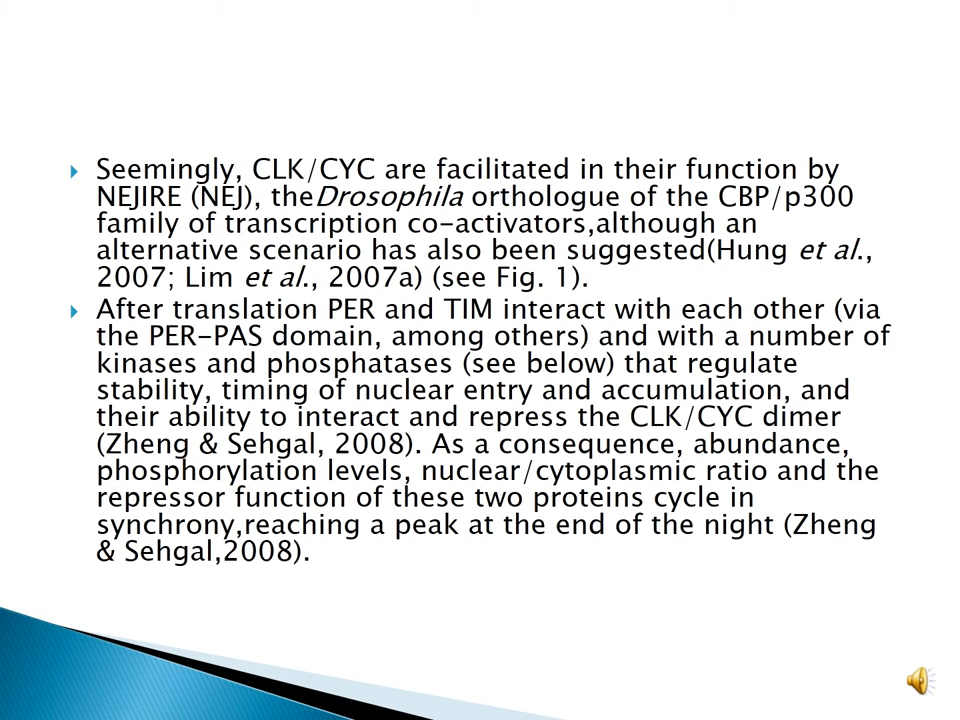 Seemingly, CLK/CYC are facilitated in their function by
NEJIRE (NEJ), theDrosophila orthologue of the CBP/p300
family of transcription co-activators,although an
alternative scenario has also been suggested(Hung et al.,
2007; Lim et al., 2007a) (see Fig. 1).
After translation PER and TIM interact with each other (via
the PER-PAS domain, among others) and with a number of
kinases and phosphatases (see below) that regulate
stability, timing of nuclear entry and accumulation, and
their ability to interact and repress the CLK/CYC dimer
(Zheng & Sehgal, 2008). As a consequence, abundance,
phosphorylation levels, nuclear/cytoplasmic ratio and the
repressor function of these two proteins cycle in
synchrony,reaching a peak at the end of the night (Zheng
& Sehgal,2008).